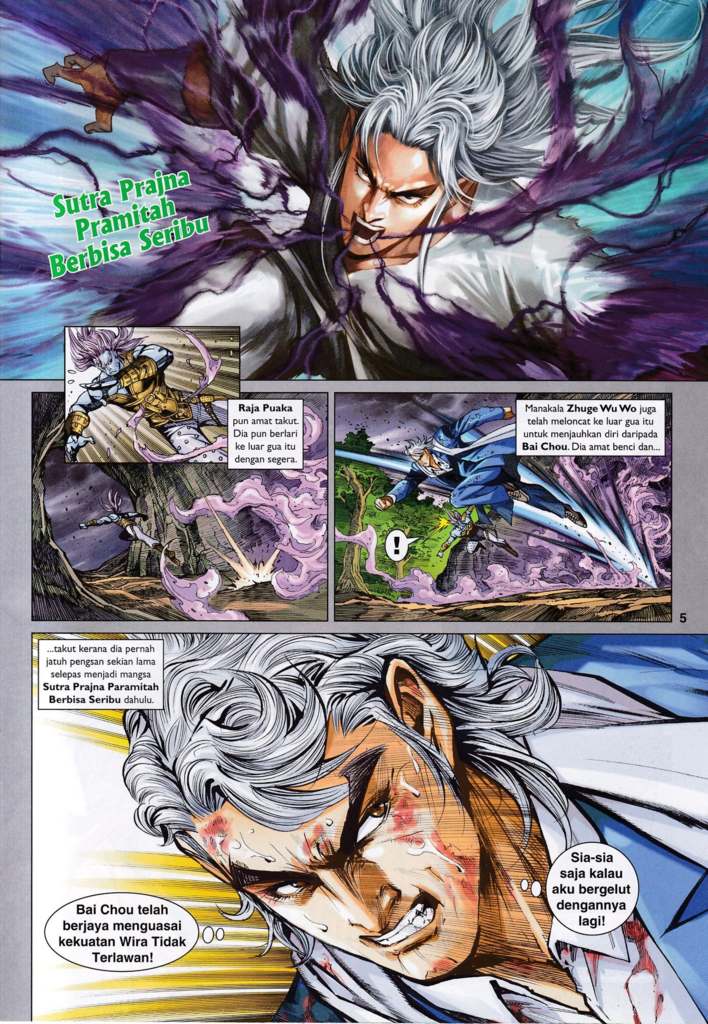 Sutra Prajna
Pramitah
Berbisa Seribu
Raja Puaka
pun amat takut.
Dia pun berlari
ke luar gua itu
dengan segera.
Manakala Zhuge Wu Wo juga
telah meloncat ke luar gua itu
untuk menjauhkan diri daripada
Bai Chou. Dia amat benci dan...
!
5
...takut kerana dia pernah
jatuh pengsan sekian lama
selepas menjadi mangsa
Sutra Prajna Paramitah
Berbisa Seribu dahulu.
Sia-sia
saja kalau
aku bergelut
dengannya
lagi!
Bai Chou telah
berjaya menguasai
kekuatan Wira Tidak
Terlawan!